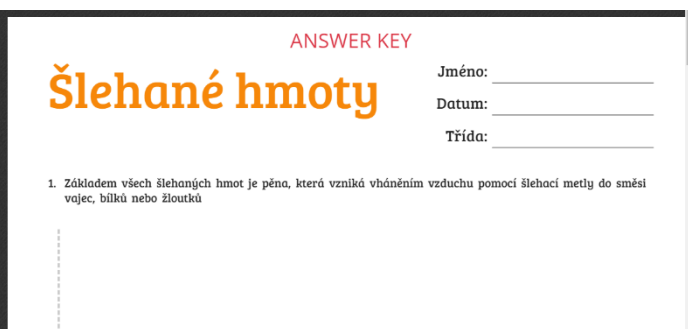 ANSWER KEY
Šlehané hmoty
Jméno:
Datum:
Třída:
1. Základem všech šlehaných hmot je pěna, která vzniká vháněním vzduchu pomocí šlehací metly do směsi
vajec, bílků nebo žloutků